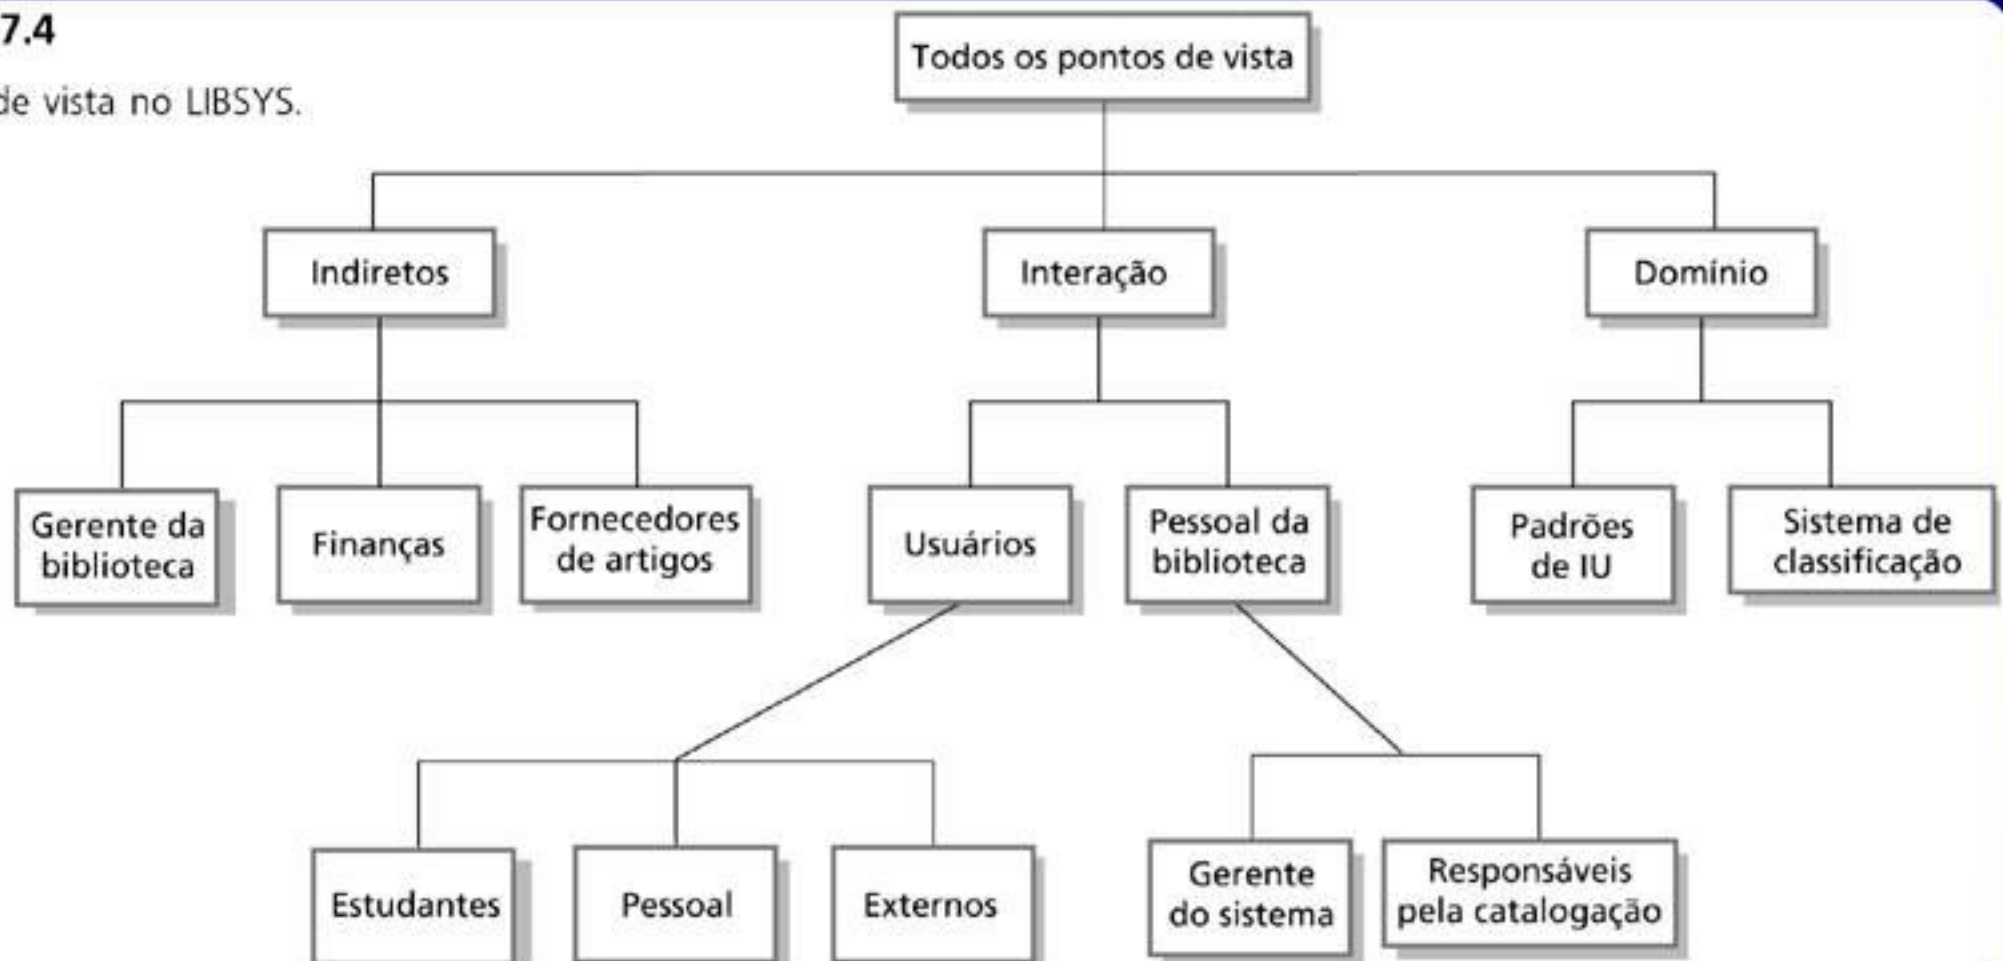 7.4
de vista no LIBSYS.
Todos os pontos de vista
Indiretos
Interação
Domínio
Gerente da
biblioteca
Finanças
Fornecedores
de artigos
Usuários
Pessoal da
biblioteca
Padrões
de IU
Sistema de
classificação
Estudantes
Pessoal
Externos
Gerente
do sistema
Responsáveis
pela catalogação